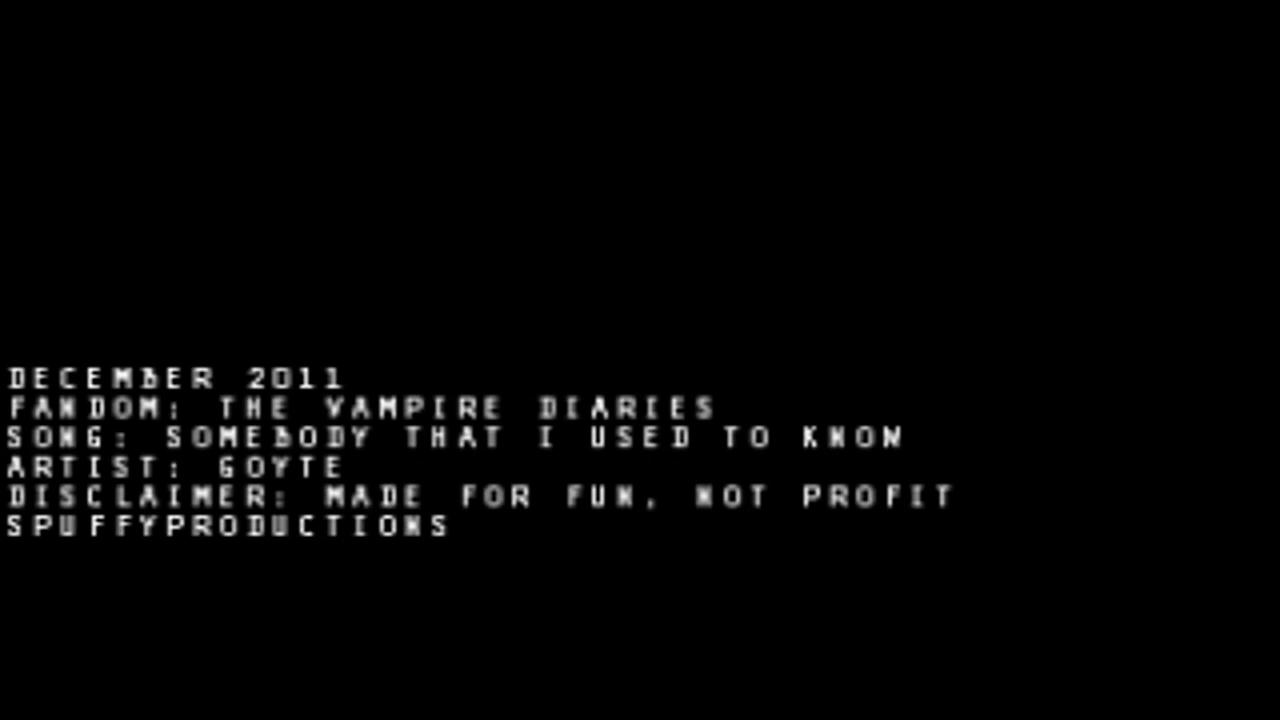 DECEMBER 2011
FANDOM: THE VAMPIRE DIARIES
SONG: SOMEBODY THAT I USED TO KNOW
ARTIST: GOYTE
DISCLAIMER: MADE FOR FUN, NOT PROFIT
SPUFFYPRODUCTIONS